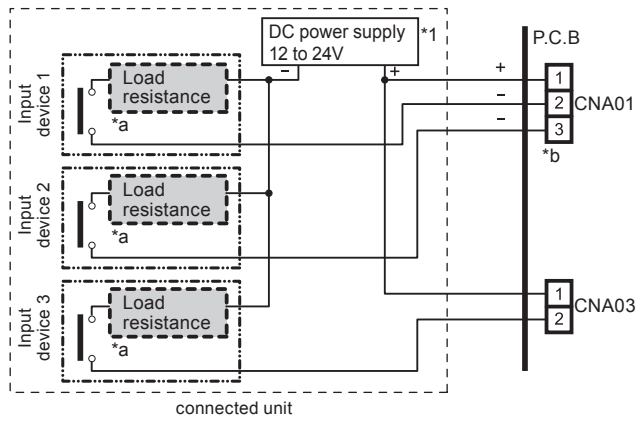 DC power supply
12 to 24V
*1
P.C.B
– +
+
–
–
1
2
3
CNA01
*b
Input
device 1
Load
resistance
*a
Input
device 2
Load
resistance
*a
Input
device 3
Load
resistance
*a
1
2
CNA03
connected unit